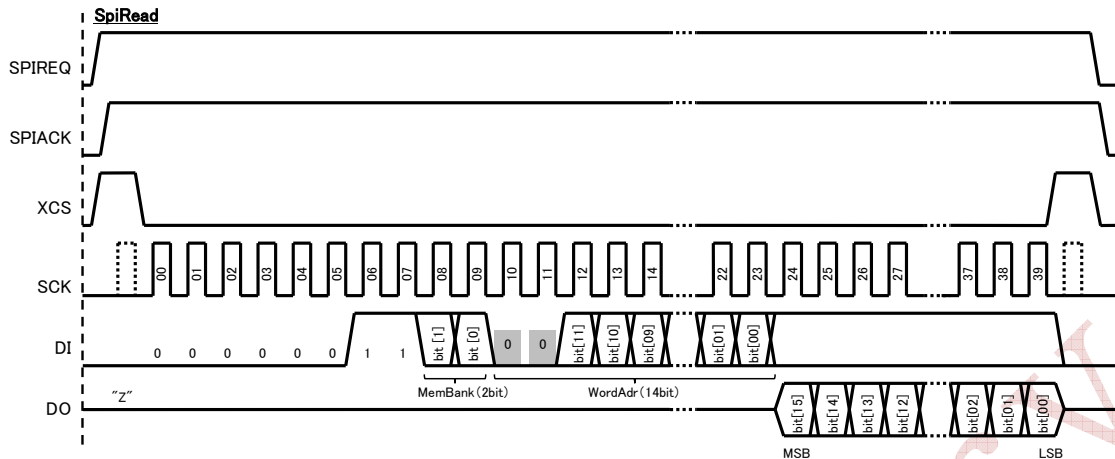 SpiRead
SPIREQ
SPIACK
XCS
SCK
00 01 02 03 04 05 06 07 08 09 10 11 12 13 14 22 23 24 25 26 27 37 38 39
DI
0 0 0 0 0 0 1 1 bit [1] bit [0] 0 0 bit[11] bit[10] bit[09] bit[01] bit[00]
MemBank(2bit) WordAdr(14bit)
DO
"Z"
bit[15] bit[14] bit[13] bit[12] bit[02] bit[01] bit[00]
MSB LSB